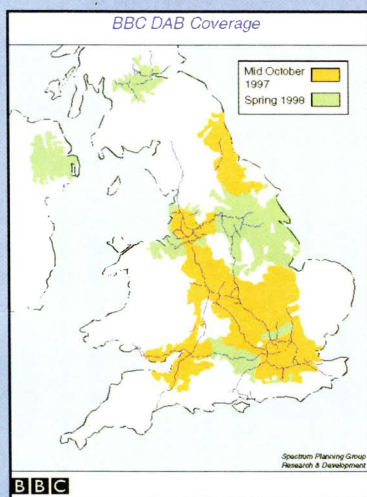 BBC DAB Coverage
Mid October
1997
Spring 1998
Spectrum Planning Group
Research & Development
BBC